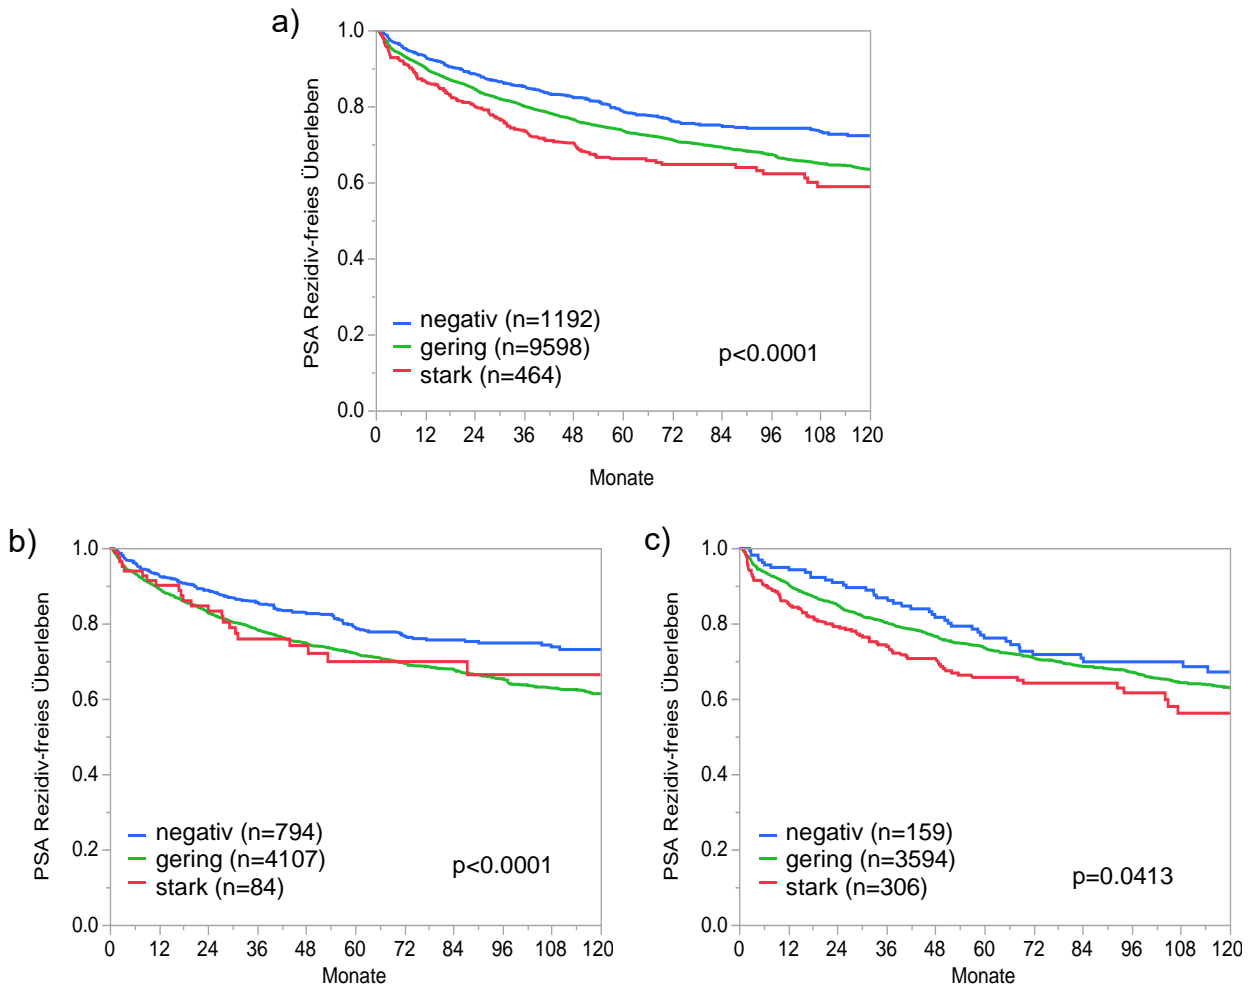 a)
PSA Rezidiv-freies Überleben
1.0
0.8
0.6
0.4
0.2
0.0
negativ (n=1192)
gering (n=9598)
stark (n=464)
p<0.0001
0 12 24 36 48 60 72 84 96 108 120
Monate
b)
PSA Rezidiv-freies Überleben
1.0
0.8
0.6
0.4
0.2
0.0
negativ (n=794)
gering (n=4107)
stark (n=84)
p<0.0001
0 12 24 36 48 60 72 84 96 108 120
Monate
c)
PSA Rezidiv-freies Überleben
1.0
0.8
0.6
0.4
0.2
0.0
negativ (n=159)
gering (n=3594)
stark (n=306)
p=0.0413
0 12 24 36 48 60 72 84 96 108 120
Monate